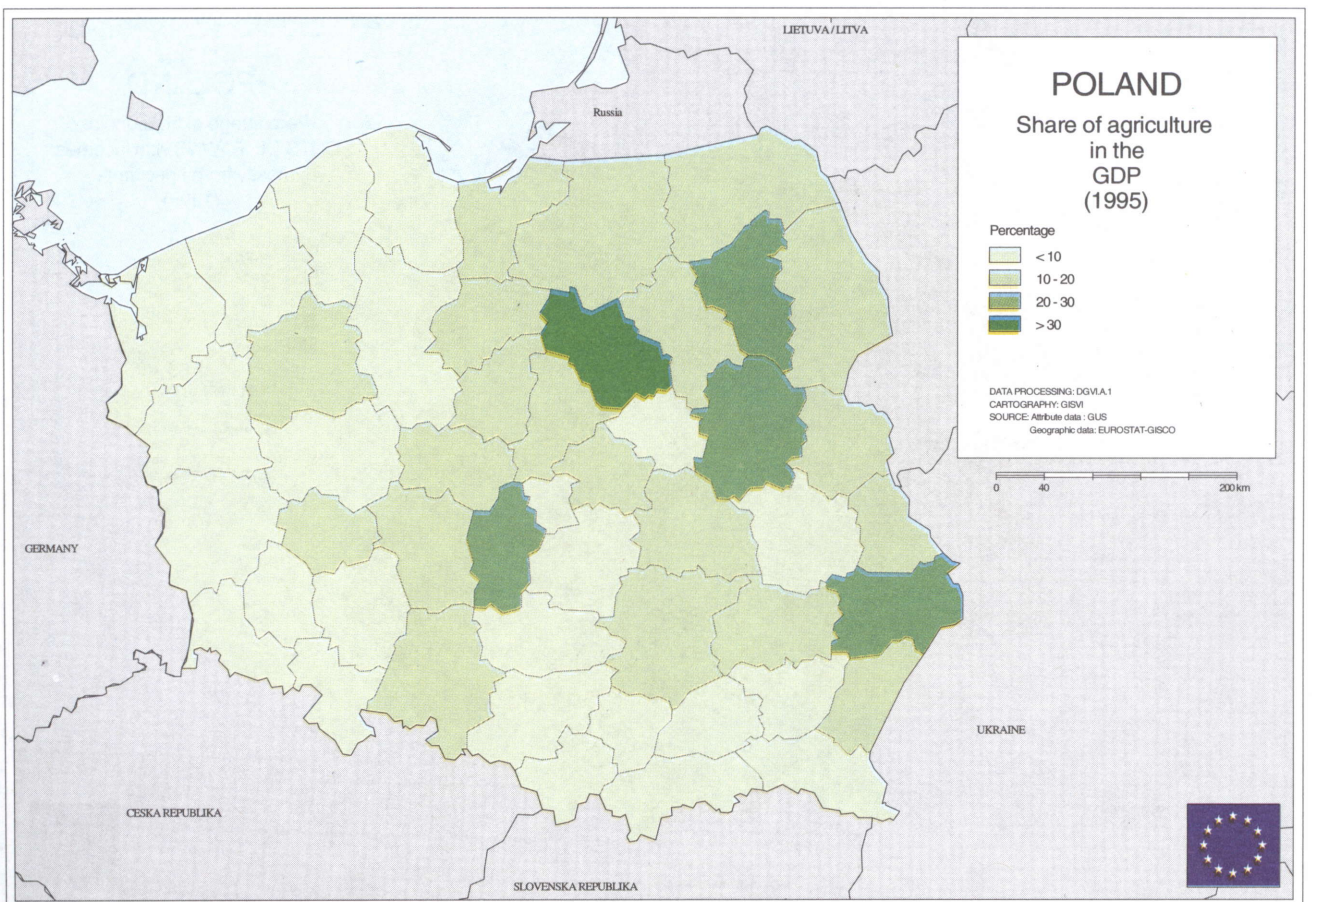 LIETUVA / LITVA
Russia
POLAND
Share of agriculture
in the
GDP
(1995)
Percentage
< 10
10 - 20
20 - 30
> 30
DATA PROCESSING: DGVI.A.1
CARTOGRAPHY: GISVI
SOURCE: Attribute data : GUS
Geographic data: EUROSTAT-GISCO
0 40 200 km
GERMANY
UKRAINE
CESKA REPUBLIKA
SLOVENSKA REPUBLIKA